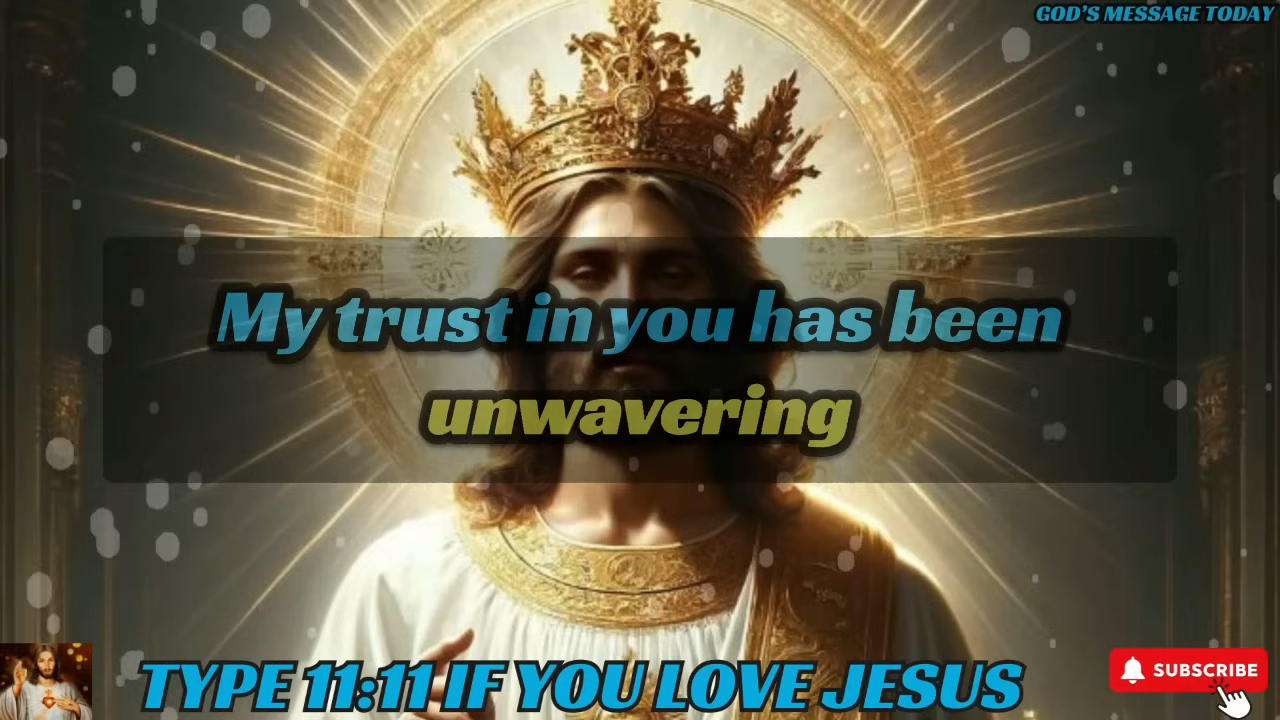 GOD'S MESSAGE TODAY
My trust in you has been
unwavering
TYPE 11:11 IF YOU LOVE JESUS
SUBSCRIBE